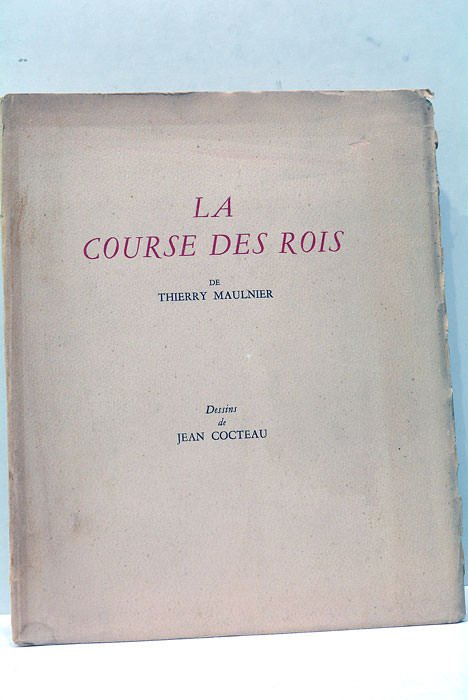 LA
COURSE DES ROIS
DE
THIERRY MAULNIER
Dessins
de
JEAN COCTEAU